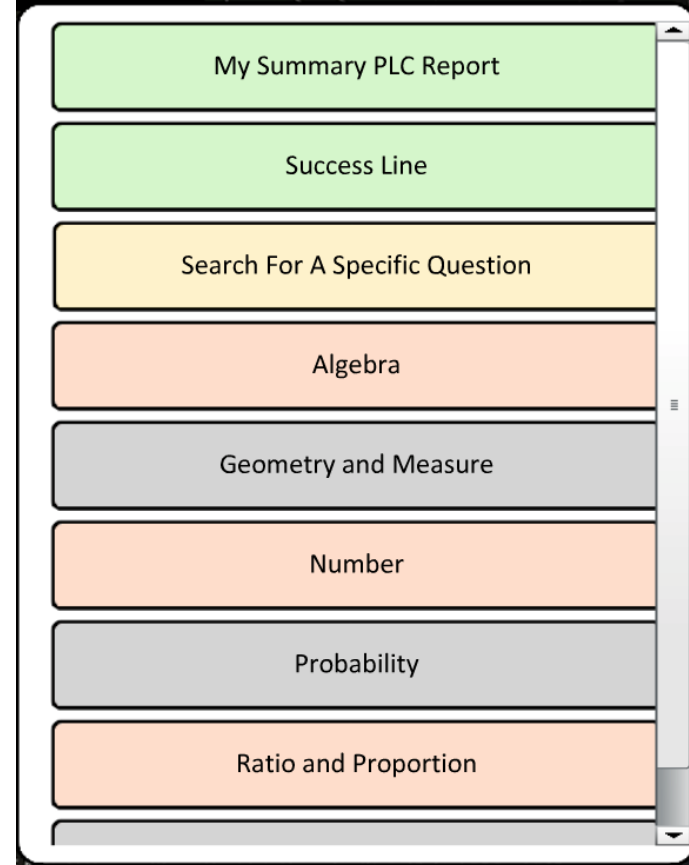 My Summary PLC Report
Success Line
Search For A Specific Question
Algebra
Geometry and Measure
Number
Probability
Ratio and Proportion